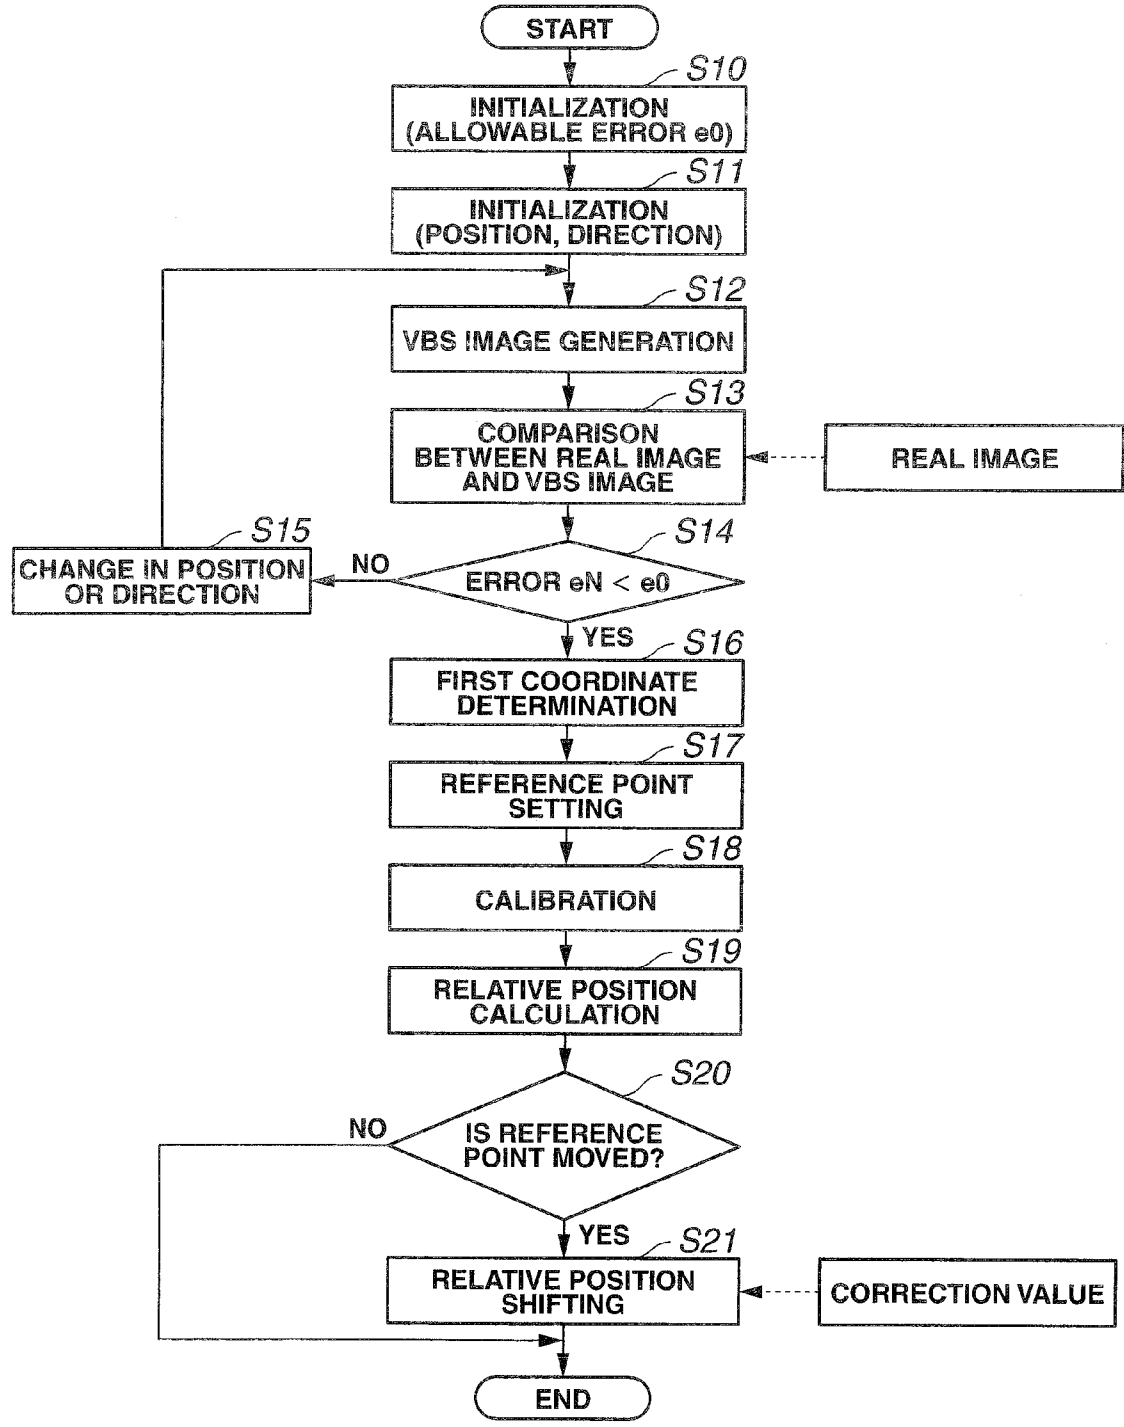 START
S10
INITIALIZATION
(ALLOWABLE ERROR e0)
S11
INITIALIZATION
(POSITION, DIRECTION)
S12
VBS IMAGE GENERATION
S13
COMPARISON
BETWEEN REAL IMAGE
AND VBS IMAGE
REAL IMAGE
S14
ERROR eN < e0
NO
S15
CHANGE IN POSITION
OR DIRECTION
YES
S16
FIRST COORDINATE
DETERMINATION
S17
REFERENCE POINT
SETTING
S18
CALIBRATION
S19
RELATIVE POSITION
CALCULATION
S20
NO
IS REFERENCE
POINT MOVED?
YES
S21
RELATIVE POSITION
SHIFTING
CORRECTION VALUE
END